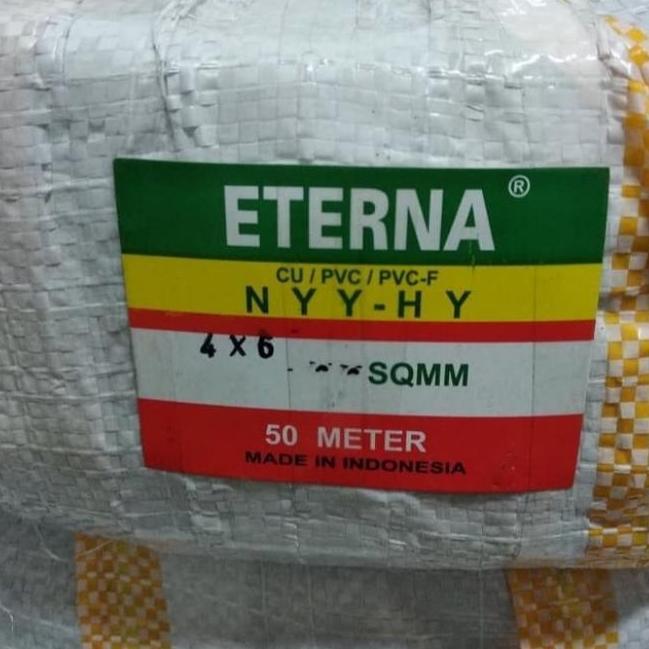 ETERNA ®
CU / PVC / PVC-F
NYY-HY
4 x 6
SQMM
50 METER
MADE IN INDONESIA